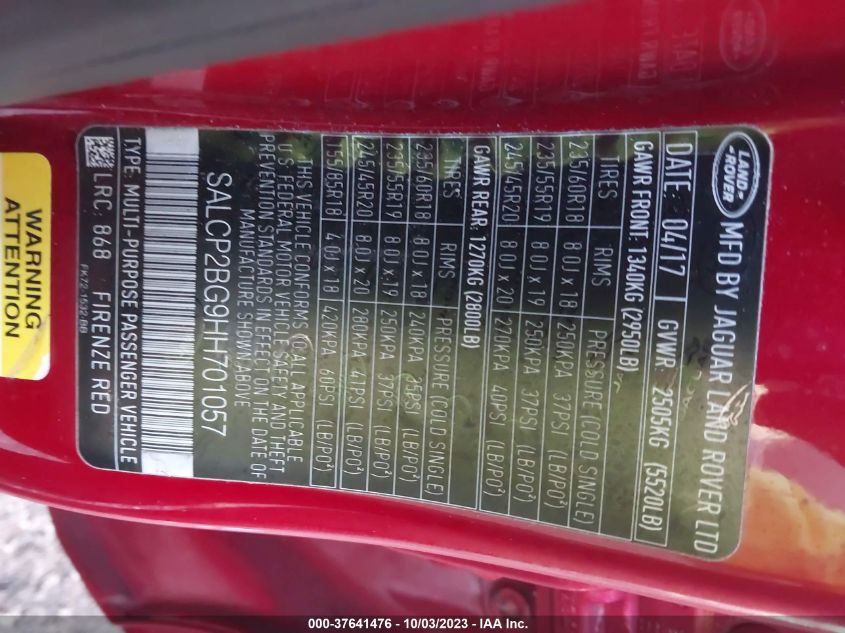 LAND-
ROVER
MFD BY JAGUAR LAND ROVER LTD
DATE: 04/17 GVWR 2505KG (5520LB)
GAWR FRONT: 1340KG (2950LB)
TIRES RIMS PRESSURE (COLD SINGLE)
235/60R18 8.0J x 18 250KPA 37PSI (LB/PO²)
235/55R19 8.0J x 19 250KPA 37PSI (LB/PO²)
245/45R20 8.0J x 20 270KPA 40PSI (LB/PO²)
GAWR REAR: 1270KG (2800LB)
TIRES RIMS PRESSURE (COLD SINGLE)
235/60R18 8.0J x 18 240KPA 35PSI (LB/PO²)
235/55R19 8.0J x 19 250KPA 37PSI (LB/PO²)
245/45R20 8.0J x 20 280KPA 41PSI (LB/PO²)
155/85R18 4.0J x 18 420KPA 60PSI (LB/PO²)
THIS VEHICLE CONFORMS TO ALL APPLICABLE
U.S. FEDERAL MOTOR VEHICLE SAFETY AND THEFT
PREVENTION STANDARDS IN EFFECT ON THE DATE OF
MANUFACTURE SHOWN ABOVE
SALCP2BG9HH701057
TYPE: MULTI-PURPOSE PASSENGER VEHICLE
LRC: 868 FIRENZE RED
FK72.1532.BB
WARNING
ATTENTION
000-37641476 - 10/03/2023 - IAA Inc.